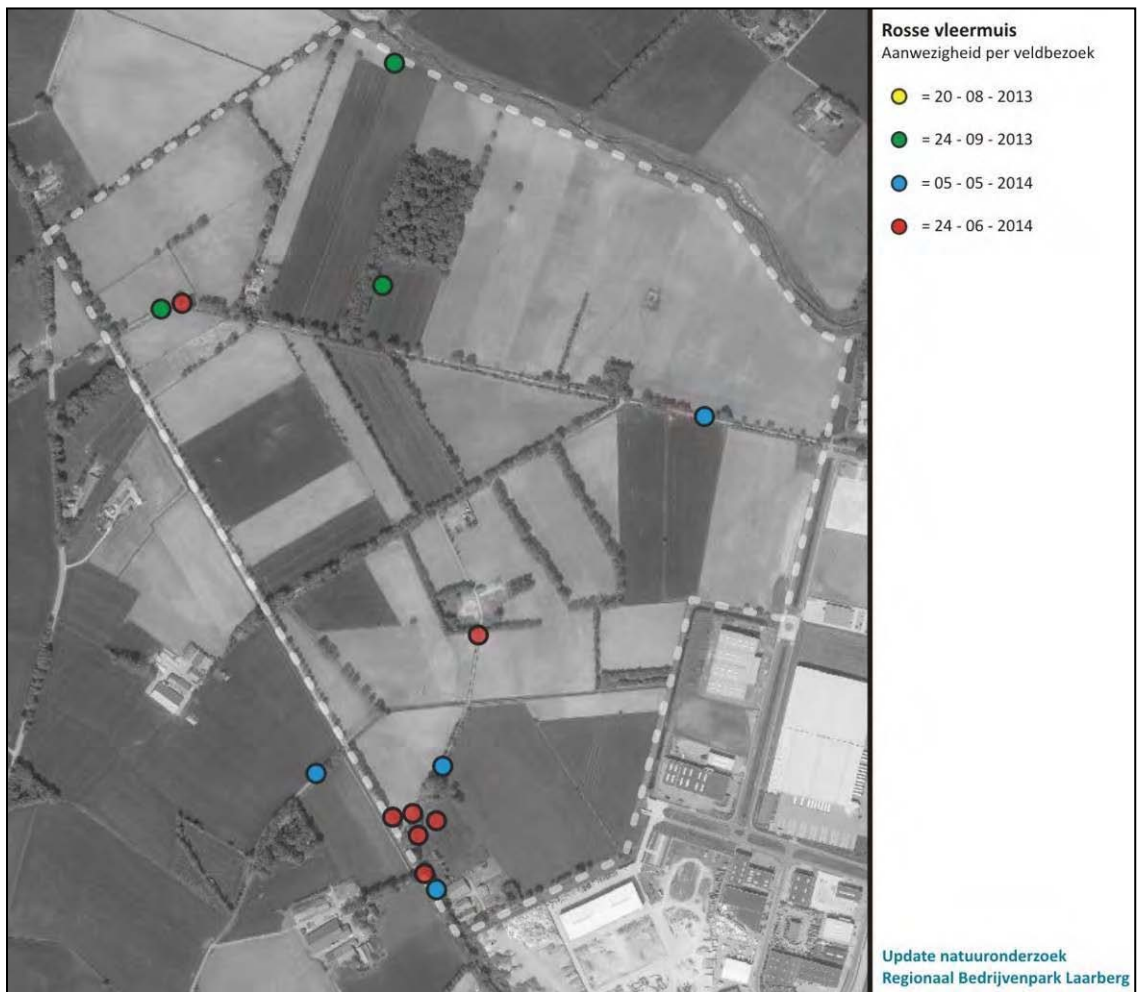 Rosse vleermuis
Aanwezigheid per veldbezoek
= 20 - 08 - 2013
= 24 - 09 - 2013
= 05 - 05 - 2014
= 24 - 06 - 2014
Update natuuronderzoek
Regionaal Bedrijvenpark Laarberg